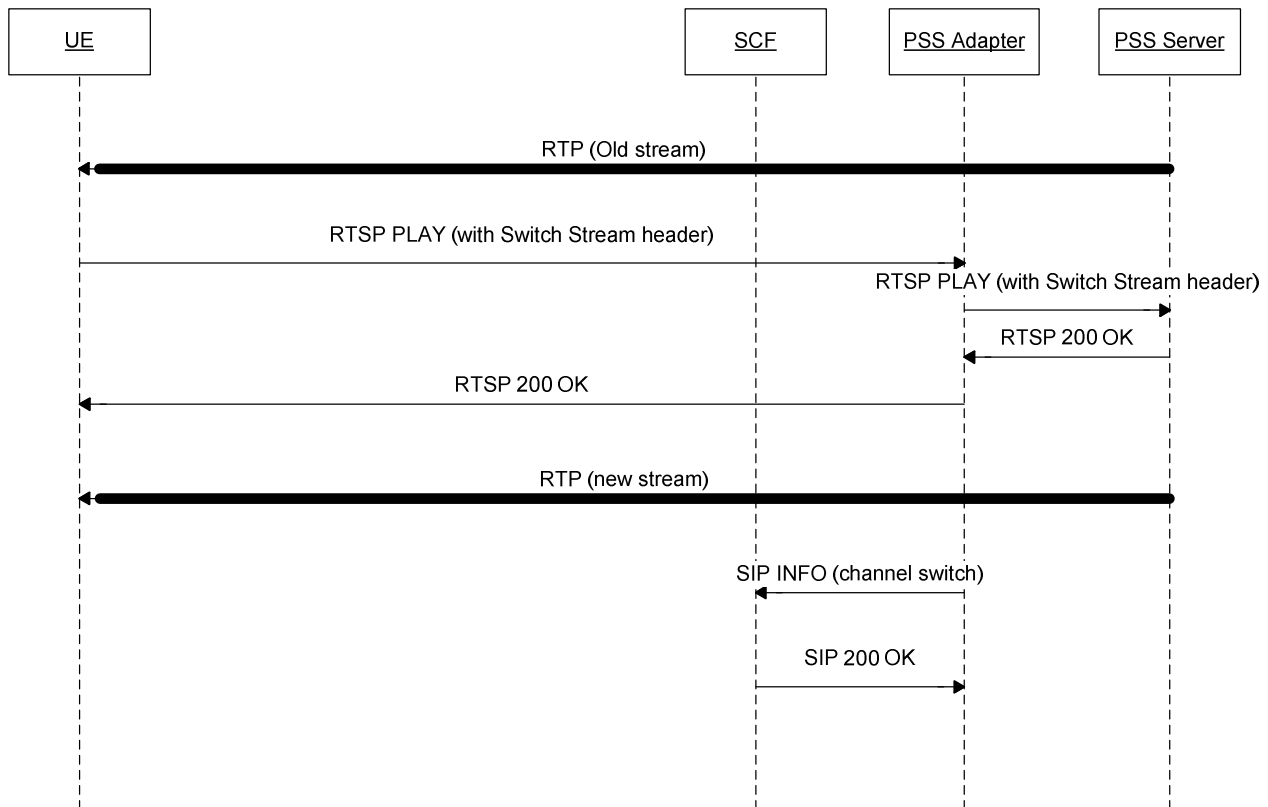 UE
SCF
PSS Adapter
PSS Server
RTP (Old stream)
RTSP PLAY (with Switch Stream header)
RTSP PLAY (with Switch Stream header)
RTSP 200 OK
RTSP 200 OK
RTP (new stream)
SIP INFO (channel switch)
SIP 200 OK